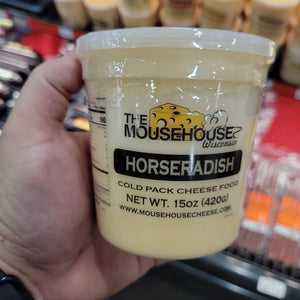 THE
MOUSEHOUSE
Wisconsin
HORSERADISH
COLD PACK CHEESE FOOD
NET WT. 15oz (420g)
WWW.MOUSEHOUSECHEESE.COM